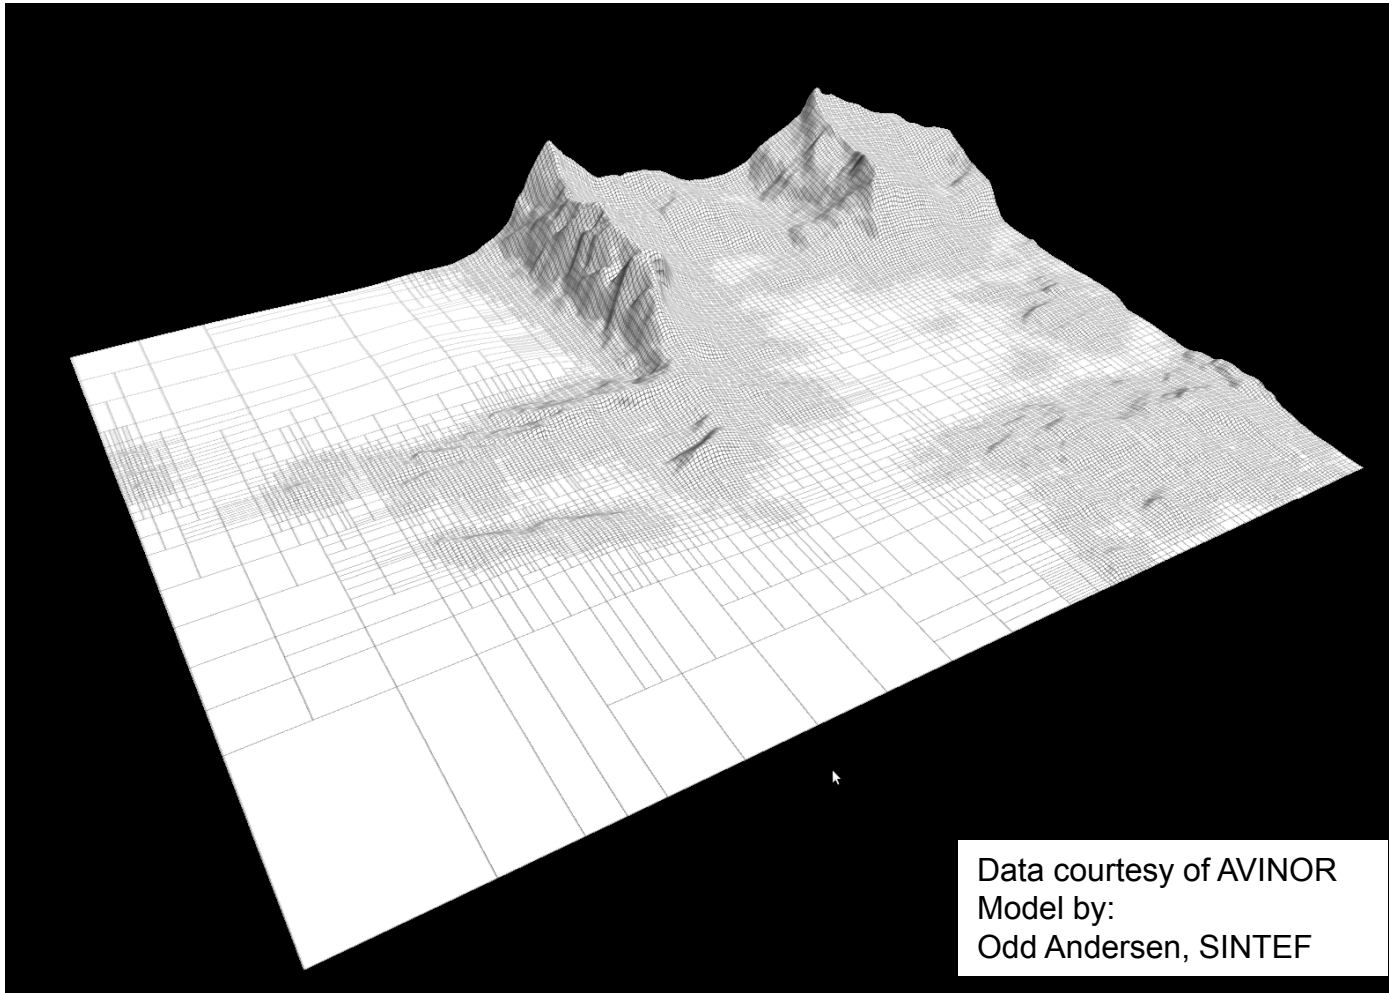 Data courtesy of AVINOR
Model by:
Odd Andersen, SINTEF